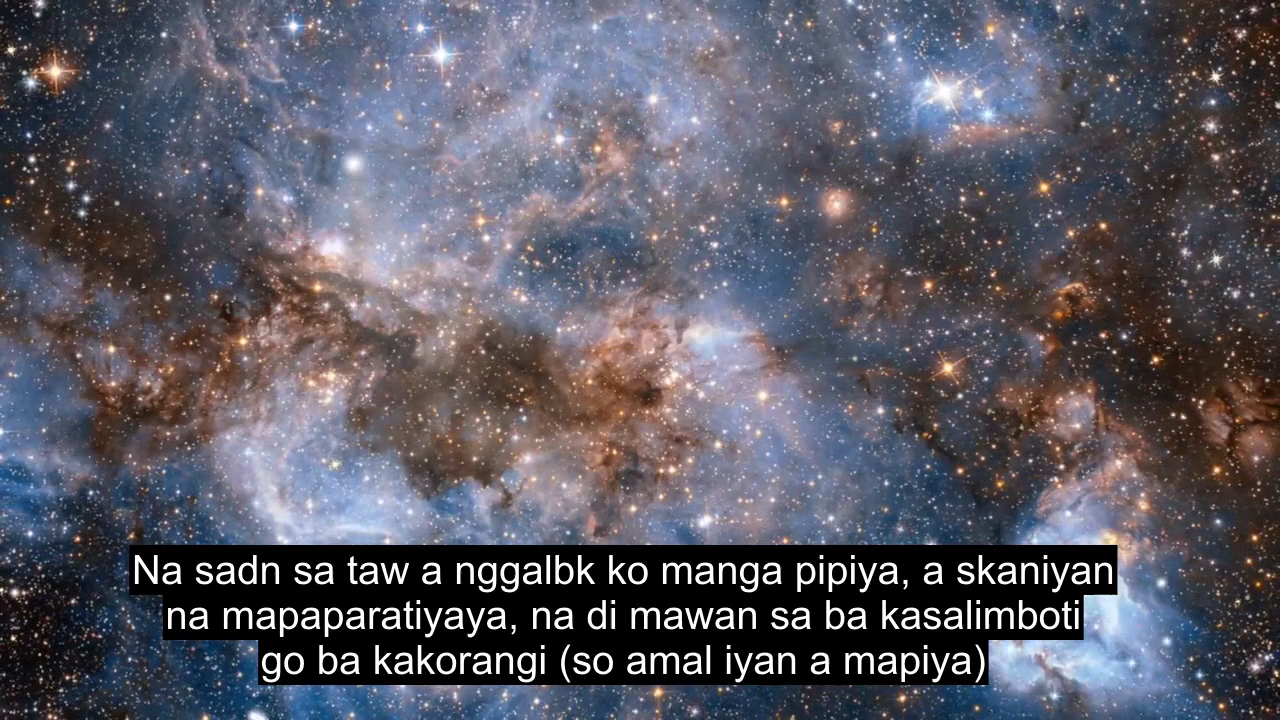 Na sadn sa taw a nggalbk ko manga pipiya, a skaniyan
na mapaparatiyaya, na di mawan sa ba kasalimboti
go ba kakorangi (so amal iyan a mapiya)